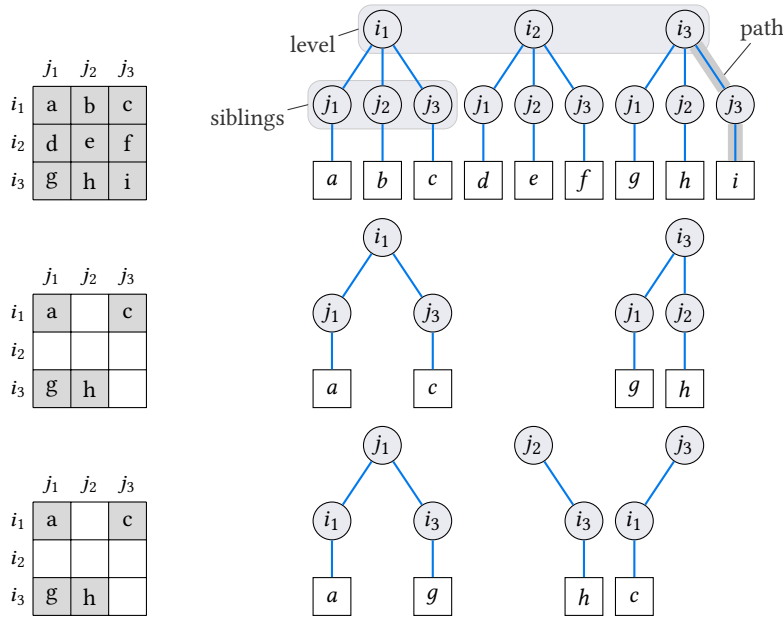 i₁ i₂ i₃
level path
j₁ j₂ j₃
i₁ a b c
siblings j₁ j₂ j₃ j₁ j₂ j₃ j₁ j₂ j₃
i₂ d e f
i₃ g h i
a b c d e f g h i
i₁ i₃
j₁ j₂ j₃
i₁ a c
j₁ j₃ j₁ j₂
i₂
i₃ g h
a c g h
j₁ j₂ j₃
j₁ j₂ j₃
i₁ a c
i₁ i₃ i₃ i₁
i₂
i₃ g h
a g h c